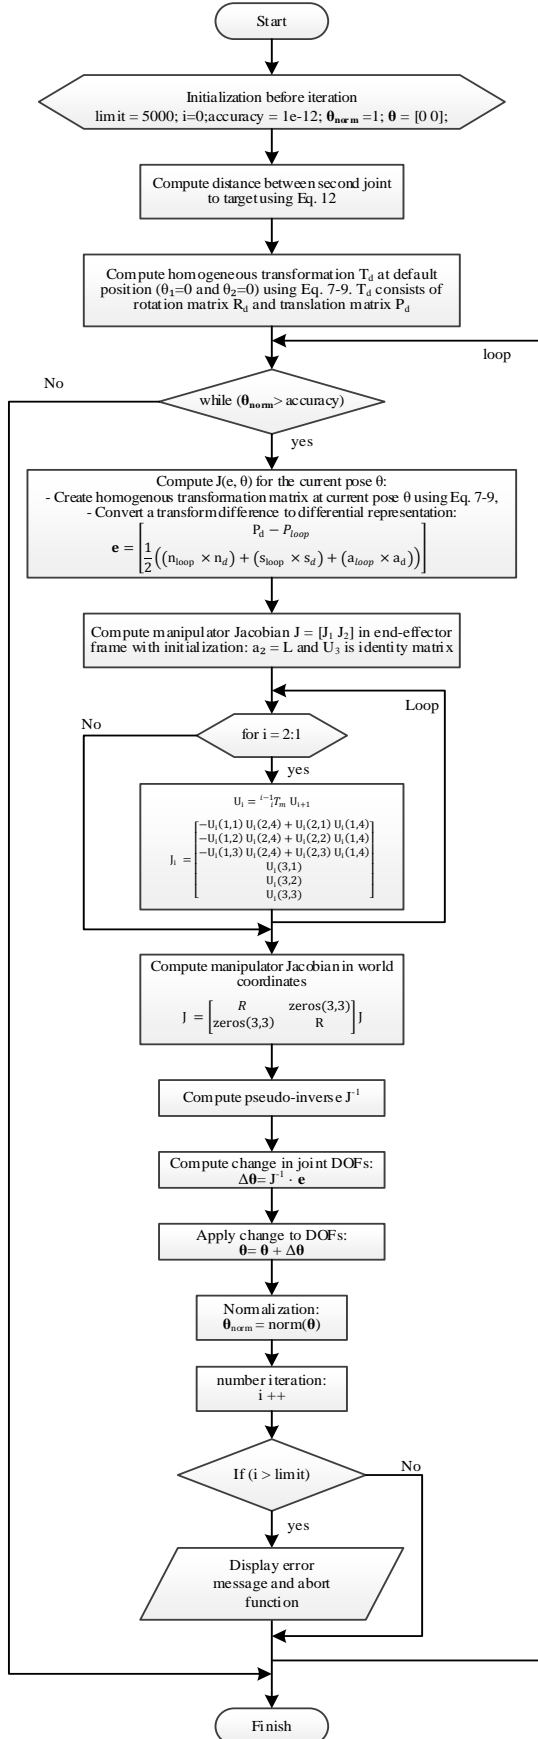 Start
Initialization before iteration
limit = 5000; i=0;accuracy = 1e-12; θnorm =1; θ = [0 0];
Compute distance between second joint
to target using Eq. 12
Compute homogeneous transformation Td at default
position (θ1=0 and θ2=0) using Eq. 7-9. Td consists of
rotation matrix Rd and translation matrix Pd
loop
No
while (θnorm> accuracy)
yes
Compute J(e, θ) for the current pose θ:
- Create homogenous transformation matrix at current pose θ using Eq. 7-9,
- Convert a transform difference to differential representation:
e = [Pd − Ploop
1/2((nloop × nd) + (sloop × sd) + (aloop × ad))]
Compute manipulator Jacobian J = [J1 J2] in end-effector
frame with initialization: a2 = L and U3 is identity matrix
Loop
No
for i = 2:1
yes
Ui = i−1iTm Ui+1
Ji = [−Ui(1,1) Ui(2,4) + Ui(2,1) Ui(1,4)
−Ui(1,2) Ui(2,4) + Ui(2,2) Ui(1,4)
−Ui(1,3) Ui(2,4) + Ui(2,3) Ui(1,4)
Ui(3,1)
Ui(3,2)
Ui(3,3)]
Compute manipulator Jacobian in world
coordinates
J = [R zeros(3,3)
zeros(3,3) R] J
Compute pseudo-inverse J-1
Compute change in joint DOFs:
Δθ= J-1 · e
Apply change to DOFs:
θ= θ + Δθ
Normalization:
θnorm = norm(θ)
number iteration:
i ++
If (i > limit)
No
yes
Display error
message and abort
function
Finish